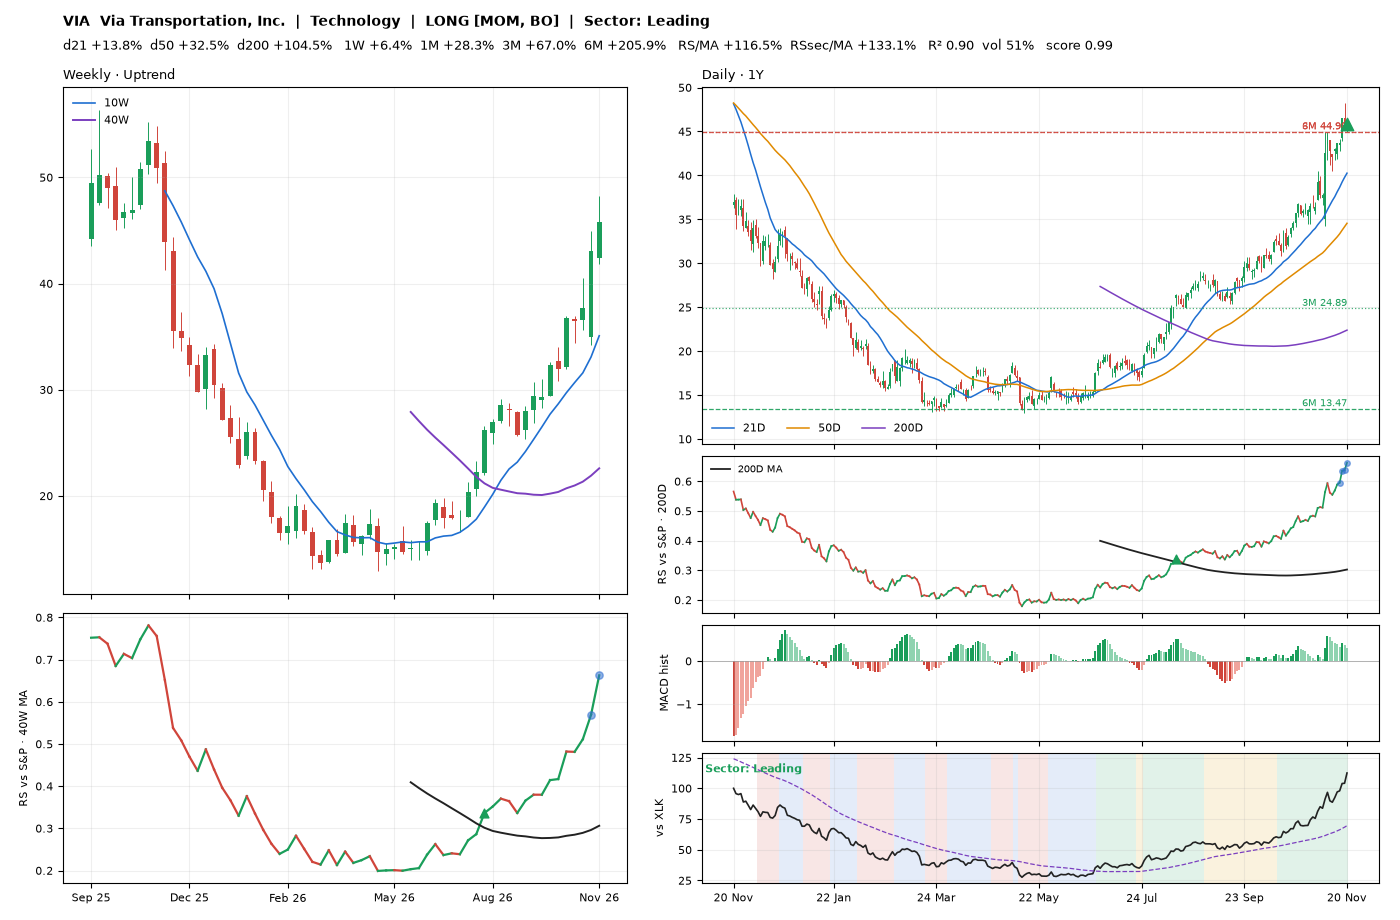 VIA  Via Transportation, Inc.  |  Technology  |  LONG [MOM, BO]  |  Sector: Leading
d21 +13.8%  d50 +32.5%  d200 +104.5%   1W +6.4%  1M +28.3%  3M +67.0%  6M +205.9%   RS/MA +116.5%  RSsec/MA +133.1%   R² 0.90  vol 51%   score 0.99
Weekly · Uptrend
10W
40W
50
40
30
20
RS vs S&P · 40W MA
0.8
0.7
0.6
0.5
0.4
0.3
0.2
Sep 25
Dec 25
Feb 26
May 26
Aug 26
Nov 26
Daily · 1Y
50
45
40
35
30
25
20
15
10
3M 24.89
6M 13.47
21D
50D
200D
200D MA
RS vs S&P · 200D
0.6
0.5
0.4
0.3
0.2
MACD hist
0
−1
Sector: Leading
vs XLK
125
100
75
50
25
20 Nov
22 Jan
24 Mar
22 May
24 Jul
23 Sep
20 Nov